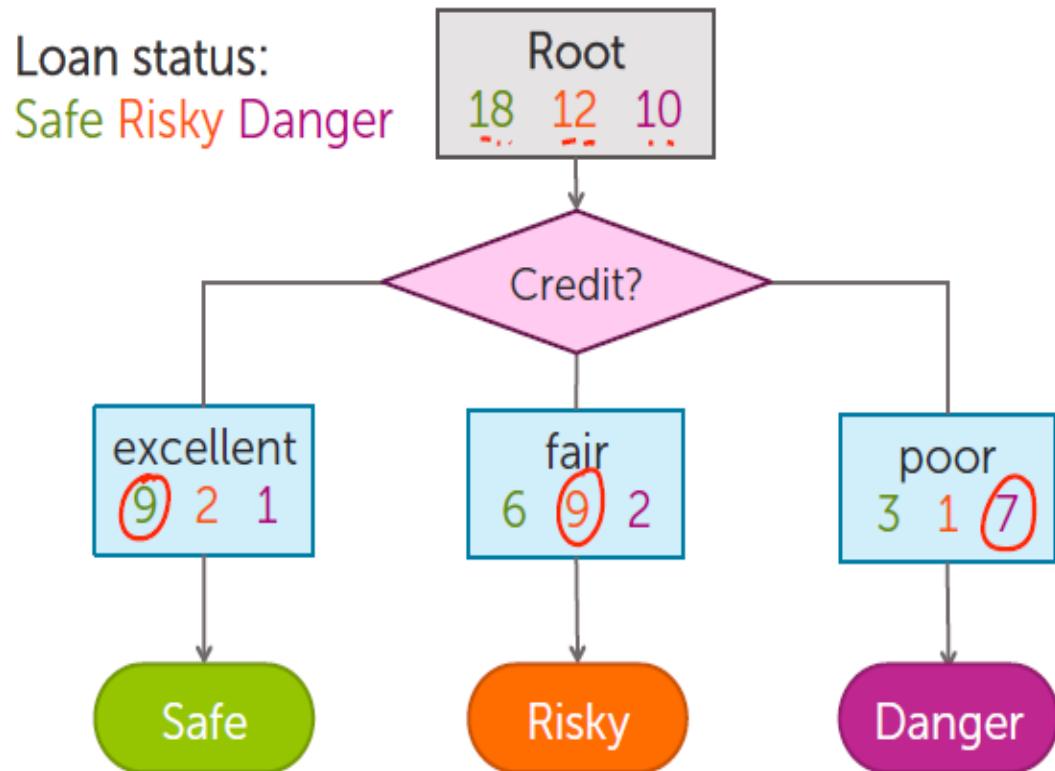 Loan status:
Safe Risky Danger
Root
18 12 10
Credit?
excellent
9 2 1
fair
6 9 2
poor
3 1 7
Safe
Risky
Danger